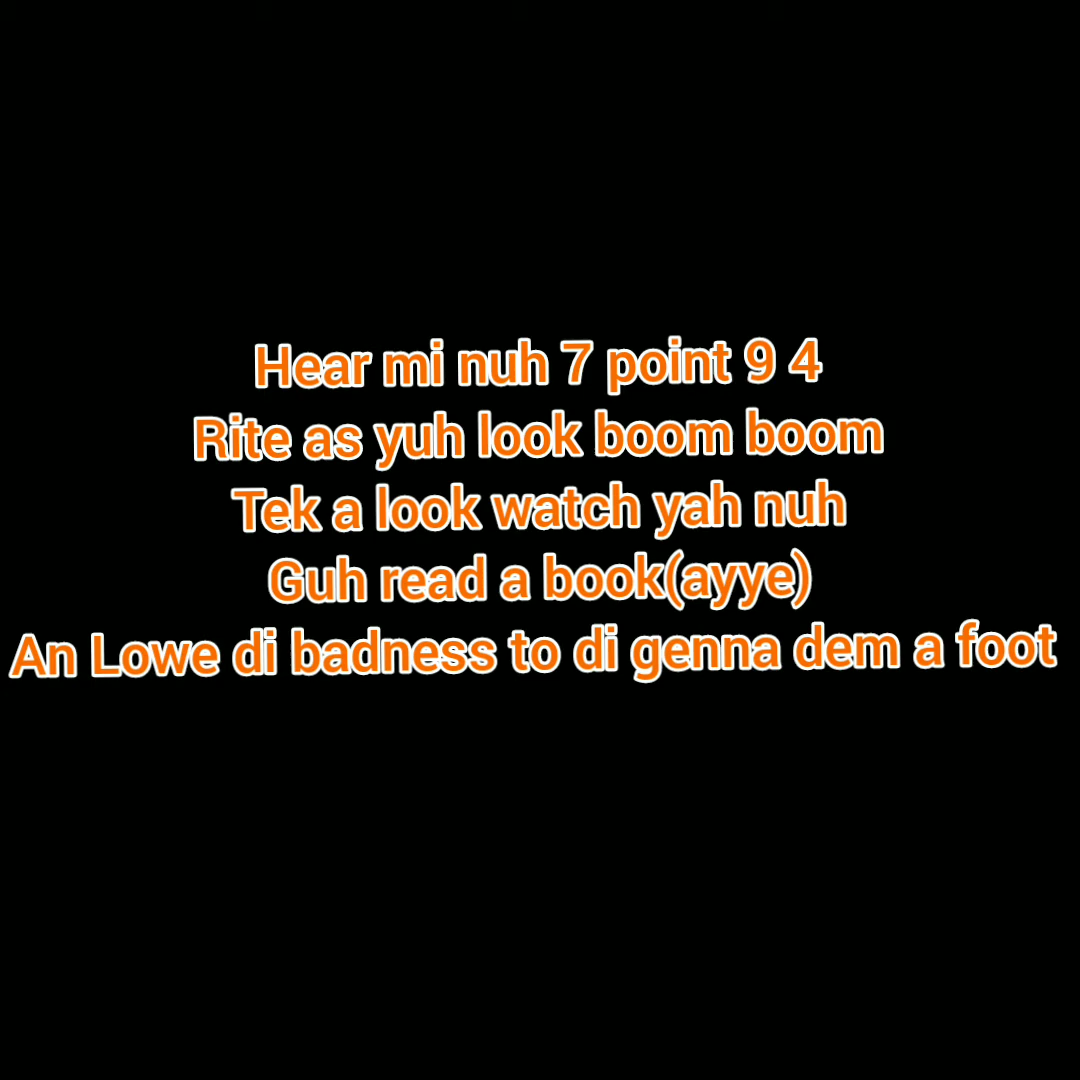 Hear mi nuh 7 point 9 4
Rite as yuh look boom boom
Tek a look watch yah nuh
Guh read a book(ayye)
An Lowe di badness to di genna dem a foot